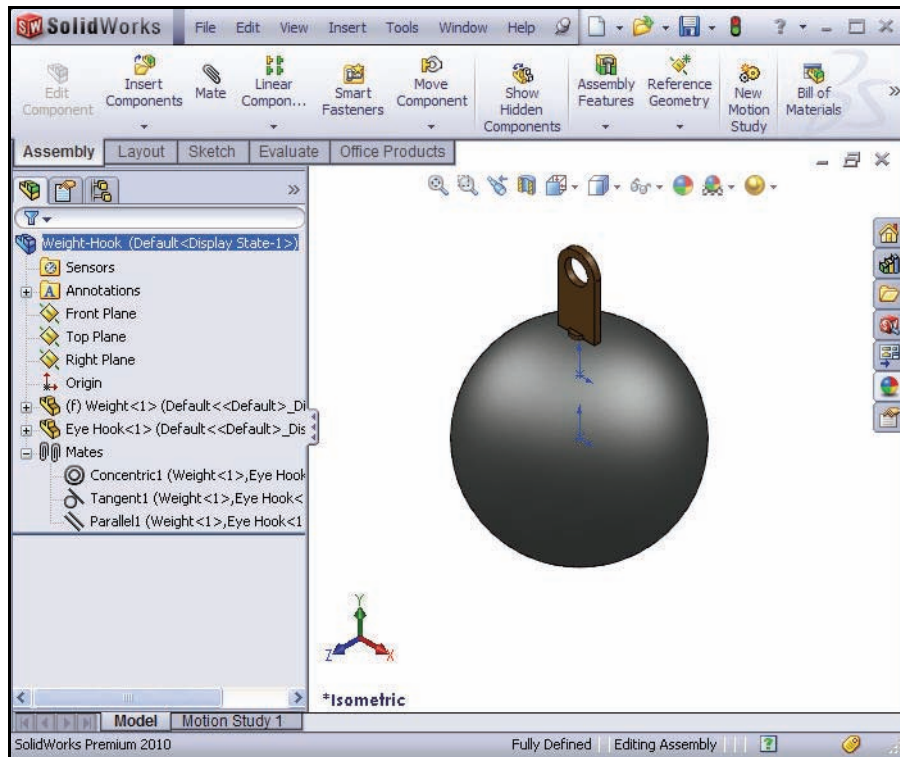 SW SolidWorks File Edit View Insert Tools Window Help ?
Edit Component
Insert Components
Mate
Linear Compon...
Smart Fasteners
Move Component
Show Hidden Components
Assembly Features
Reference Geometry
New Motion Study
Bill of Materials
»
Assembly Layout Sketch Evaluate Office Products
»
Weight-Hook (Default<Display State-1>)
Sensors
A Annotations
Front Plane
Top Plane
Right Plane
Origin
(f) Weight<1> (Default<<Default>_Di
Eye Hook<1> (Default<<Default>_Dis
Mates
Concentric1 (Weight<1>,Eye Hook
Tangent1 (Weight<1>,Eye Hook<
Parallel1 (Weight<1>,Eye Hook<1
Y
Z X
*Isometric
Model Motion Study 1
SolidWorks Premium 2010 Fully Defined Editing Assembly ?